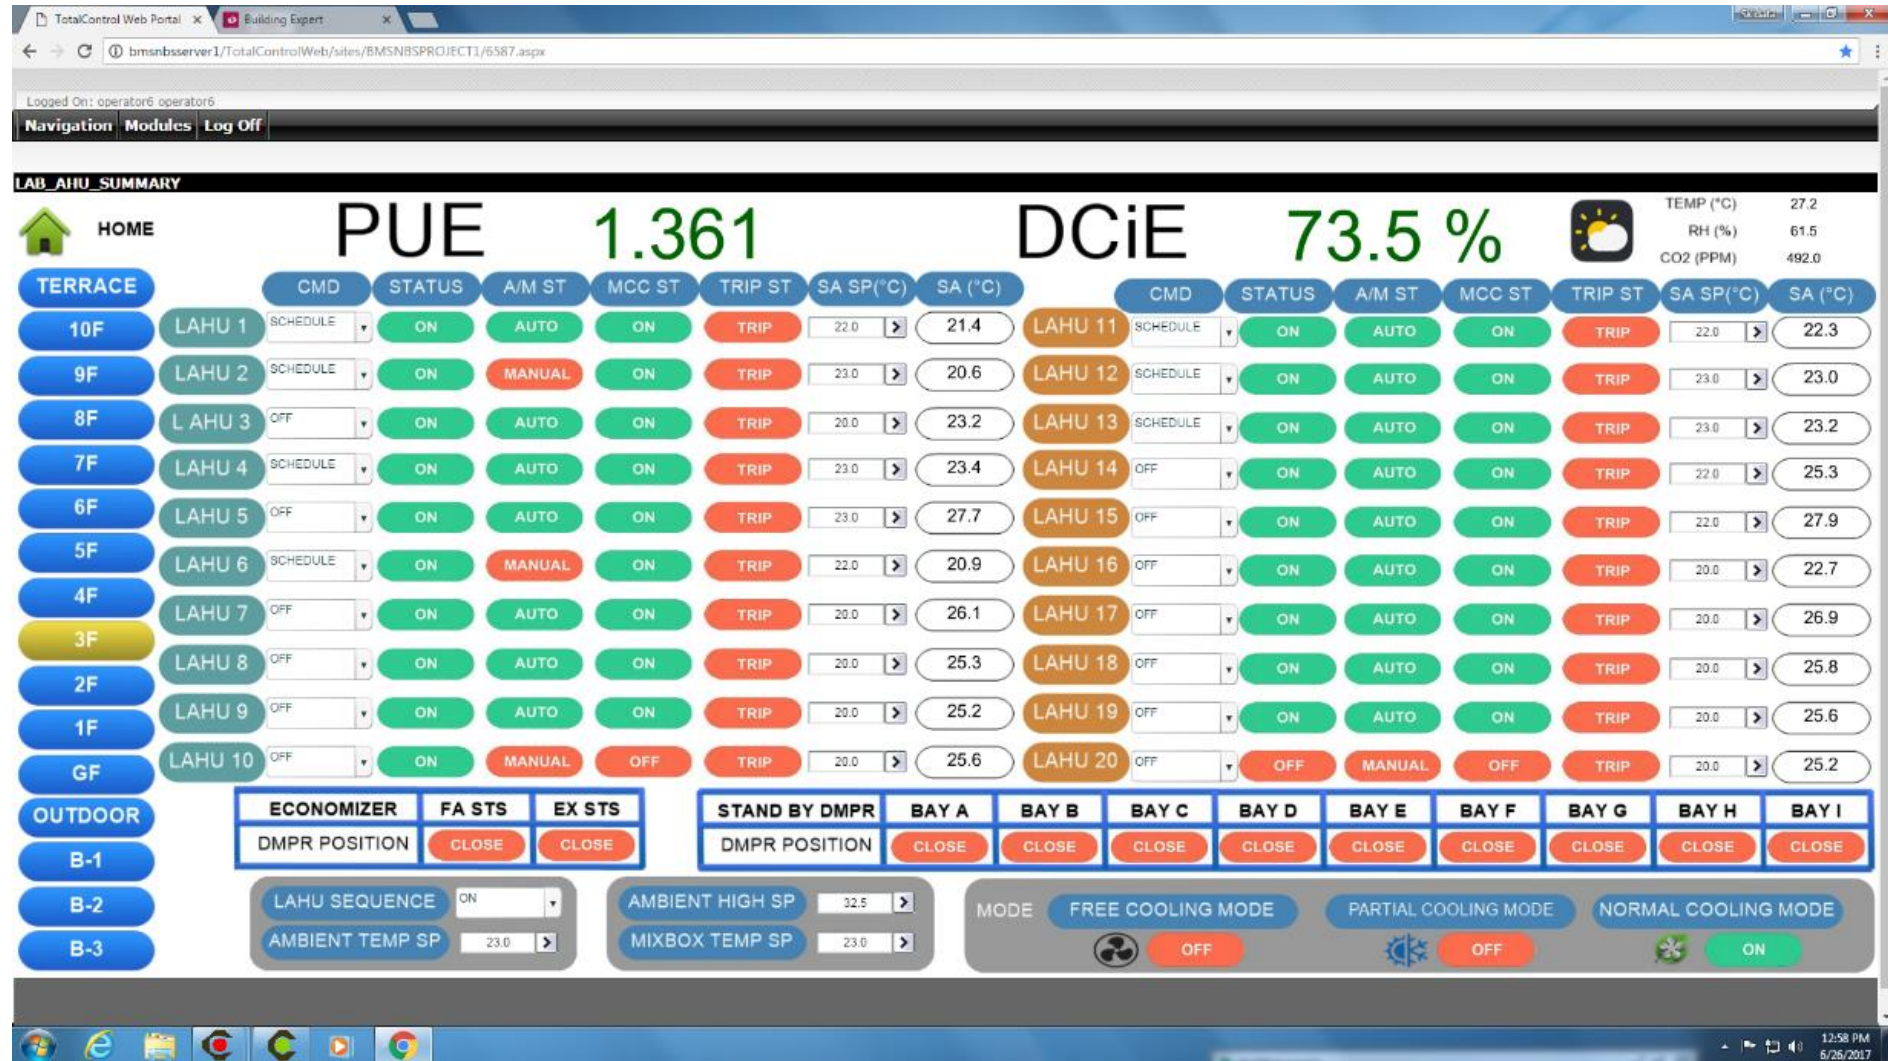 TotalControl Web Portal
Building Expert
bmsnbsserver1/TotalControlWeb/sites/BMSNBSPROJECT1/6587.aspx
Logged On: operator6 operator6
Navigation Modules Log Off
LAB_AHU_SUMMARY
HOME
PUE 1.361 DCiE 73.5 %
TEMP (°C) 27.2
RH (%) 61.5
CO2 (PPM) 492.0
TERRACE
10F
9F
8F
7F
6F
5F
4F
3F
2F
1F
GF
OUTDOOR
B-1
B-2
B-3
CMD STATUS A/M ST MCC ST TRIP ST SA SP(°C) SA (°C)
LAHU 1 SCHEDULE ON AUTO ON TRIP 22.0 21.4
LAHU 2 SCHEDULE ON MANUAL ON TRIP 23.0 20.6
L AHU 3 OFF ON AUTO ON TRIP 20.0 23.2
LAHU 4 SCHEDULE ON AUTO ON TRIP 23.0 23.4
LAHU 5 OFF ON AUTO ON TRIP 23.0 27.7
LAHU 6 SCHEDULE ON MANUAL ON TRIP 22.0 20.9
LAHU 7 OFF ON AUTO ON TRIP 20.0 26.1
LAHU 8 OFF ON AUTO ON TRIP 20.0 25.3
LAHU 9 OFF ON AUTO ON TRIP 20.0 25.2
LAHU 10 OFF ON MANUAL OFF TRIP 20.0 25.6
CMD STATUS A/M ST MCC ST TRIP ST SA SP(°C) SA (°C)
LAHU 11 SCHEDULE ON AUTO ON TRIP 22.0 22.3
LAHU 12 SCHEDULE ON AUTO ON TRIP 23.0 23.0
LAHU 13 SCHEDULE ON AUTO ON TRIP 23.0 23.2
LAHU 14 OFF ON AUTO ON TRIP 22.0 25.3
LAHU 15 OFF ON AUTO ON TRIP 22.0 27.9
LAHU 16 OFF ON AUTO ON TRIP 20.0 22.7
LAHU 17 OFF ON AUTO ON TRIP 20.0 26.9
LAHU 18 OFF ON AUTO ON TRIP 20.0 25.8
LAHU 19 OFF ON AUTO ON TRIP 20.0 25.6
LAHU 20 OFF OFF MANUAL OFF TRIP 20.0 25.2
ECONOMIZER FA STS EX STS
DMPR POSITION CLOSE CLOSE
STAND BY DMPR BAY A BAY B BAY C BAY D BAY E BAY F BAY G BAY H BAY I
DMPR POSITION CLOSE CLOSE CLOSE CLOSE CLOSE CLOSE CLOSE CLOSE CLOSE
LAHU SEQUENCE ON
AMBIENT TEMP SP 23.0
AMBIENT HIGH SP 32.5
MIXBOX TEMP SP 23.0
MODE FREE COOLING MODE PARTIAL COOLING MODE NORMAL COOLING MODE
OFF OFF ON
12:58 PM
6/26/2017